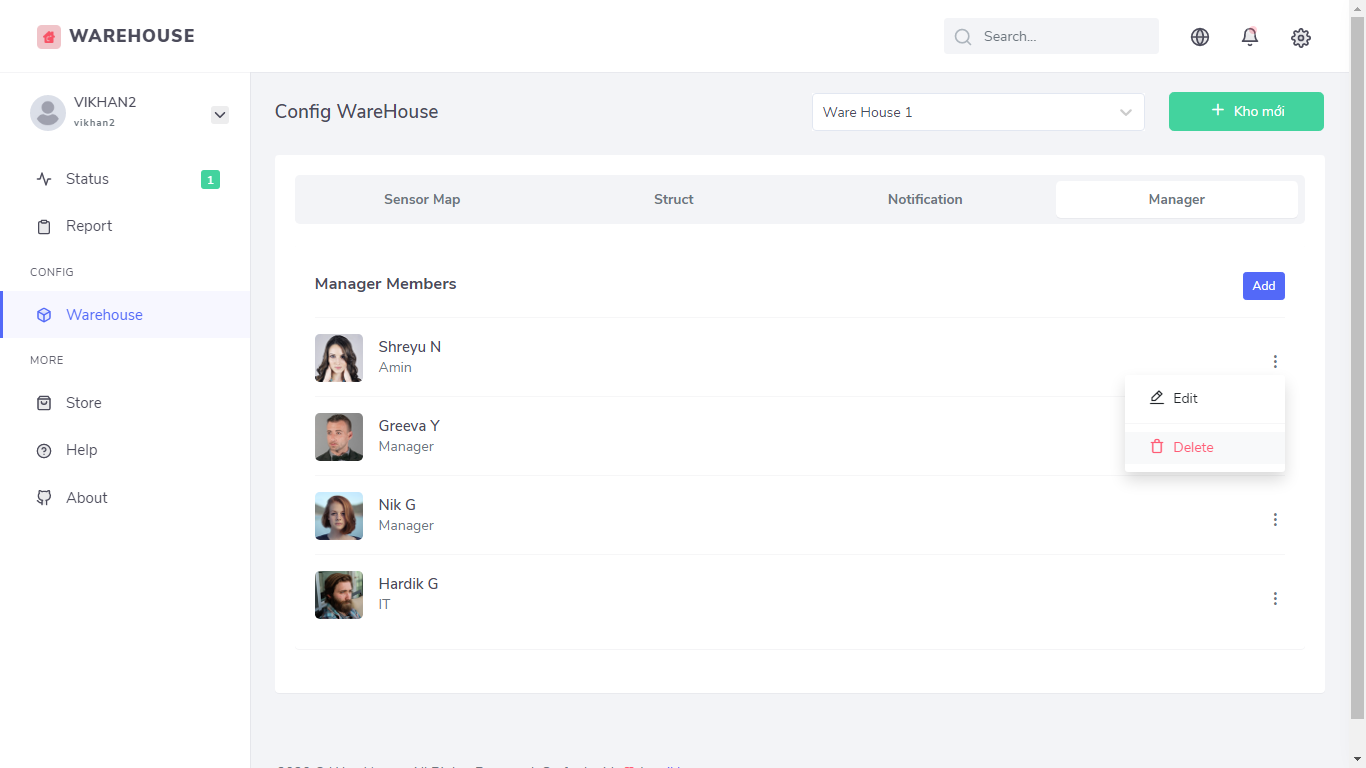 WAREHOUSE
Search...
VIKHAN2
vikhan2
Config WareHouse
Ware House 1
Kho mới
Status
1
Report
CONFIG
Warehouse
MORE
Store
Help
About
Sensor Map
Struct
Notification
Manager
Manager Members
Add
Shreyu N
Amin
Edit
Delete
Greeva Y
Manager
Nik G
Manager
Hardik G
IT